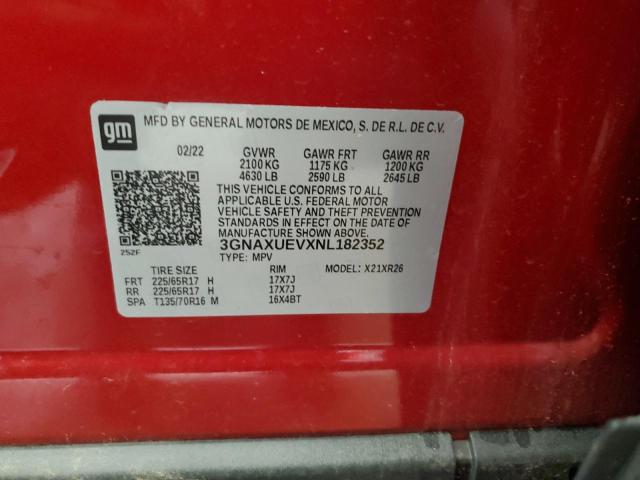 gm
MFD BY GENERAL MOTORS DE MEXICO, S. DE R.L. DE C.V.
02/22 GVWR GAWR FRT GAWR RR
2100 KG 1175 KG 1200 KG
4630 LB 2590 LB 2645 LB
THIS VEHICLE CONFORMS TO ALL
APPLICABLE U.S. FEDERAL MOTOR
VEHICLE SAFETY AND THEFT PREVENTION
STANDARDS IN EFFECT ON THE DATE OF
MANUFACTURE SHOWN ABOVE.
252F
3GNAXUEVXNL182352
TYPE: MPV MODEL: X21XR26
TIRE SIZE RIM
FRT 225/65R17 H 17X7J
RR 225/65R17 H 17X7J
SPA T135/70R16 M 16X4BT